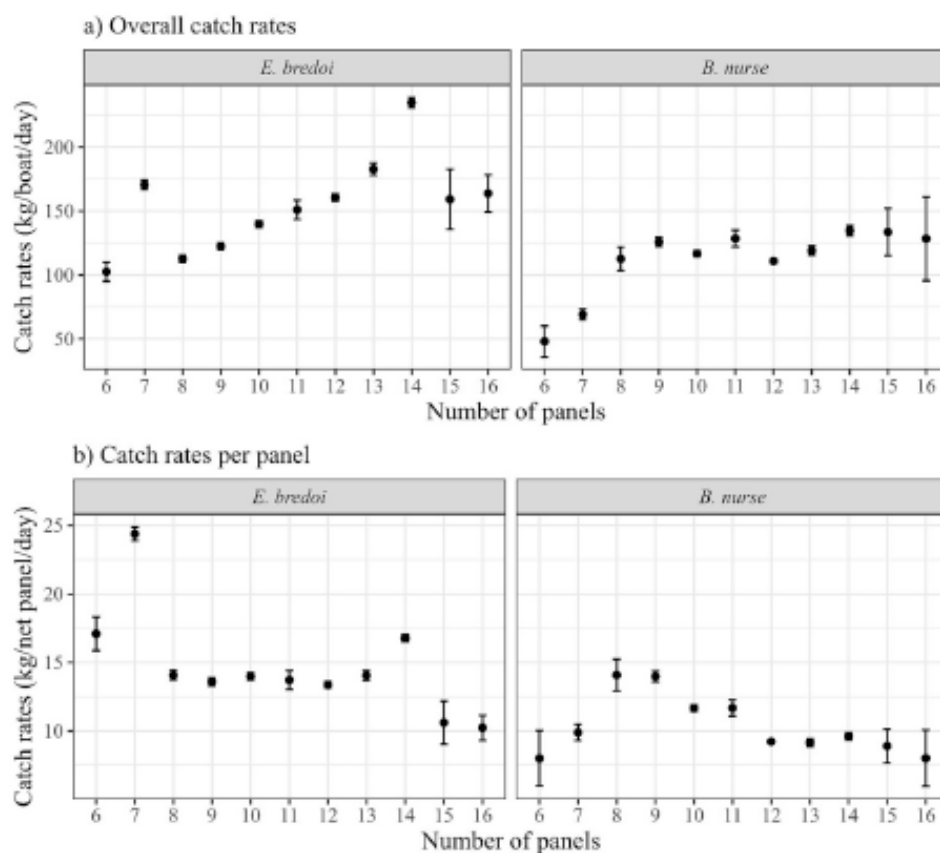 a) Overall catch rates
E. bredoi B. nurse
Catch rates (kg/boat/day)
200
150
100
50
6 7 8 9 10 11 12 13 14 15 16 6 7 8 9 10 11 12 13 14 15 16
Number of panels
b) Catch rates per panel
E. bredoi B. nurse
Catch rates (kg/net panel/day)
25
20
15
10
6 7 8 9 10 11 12 13 14 15 16 6 7 8 9 10 11 12 13 14 15 16
Number of panels